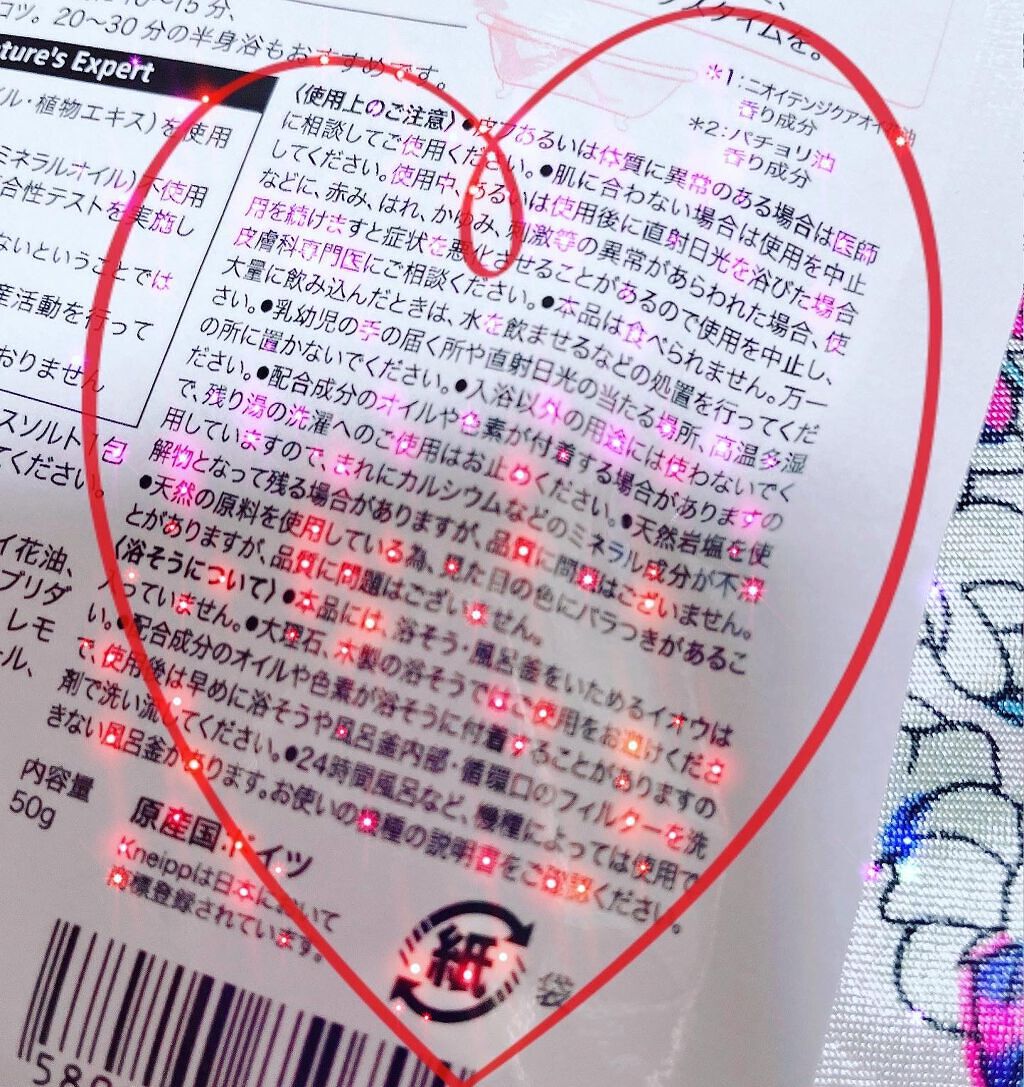 10〜15分、
コツ。20〜30分の半身浴もおすすめです。
スタイムを。
ture's Expert
イル・植物エキス)を使用
ミネラルオイル)不使用
合性テストを実施し
ないということでは
産活動を行って
おりません
スソルト1包
てください。
イ花油、
ブリダ
レモ
ール、
*1:ニオイテンジクアオイ油
香り成分
*2:パチョリ油
香り成分
〈使用上のご注意〉●皮フあるいは体質に異常のある場合は医師
に相談してご使用ください。●肌に合わない場合は使用を中止
してください。使用中、あるいは使用後に直射日光を浴びた場合
などに、赤み、はれ、かゆみ、刺激等の異常があらわれた場合、使
用を続けますと症状を悪化させることがあるので使用を中止し、
皮膚科専門医にご相談ください。●本品は食べられません。万一
大量に飲み込んだときは、水を飲ませるなどの処置を行ってくだ
さい。●乳幼児の手の届く所や直射日光の当たる場所、高温多湿
の所に置かないでください。●入浴以外の用途には使わないでく
ださい。●配合成分のオイルや色素が付着する場合がありますの
で、残り湯の洗濯へのご使用はお止めください。●天然岩塩を使
用していますので、まれにカルシウムなどのミネラル成分が不溶
解物となって残る場合がありますが、品質に問題はございません。
●天然の原料を使用している為、見た目の色にバラつきがあるこ
とがありますが、品質に問題はございません。
〈浴そうについて〉●本品には、浴そう・風呂釜をいためるイオウは
入っていません。●大理石、木製の浴そうではご使用をお避けくださ
い。●配合成分のオイルや色素が浴そうに付着することがありますの
で、使用後は早めに浴そうや風呂釜内部・循環口のフィルターを洗
剤で洗い流してください。●24時間風呂など、機種によっては使用で
きない風呂釜があります。お使いの機種の説明書をご確認ください。
内容量
50g
原産国:ドイツ
Kneippは日本において
商標登録されています。
紙
袋
580